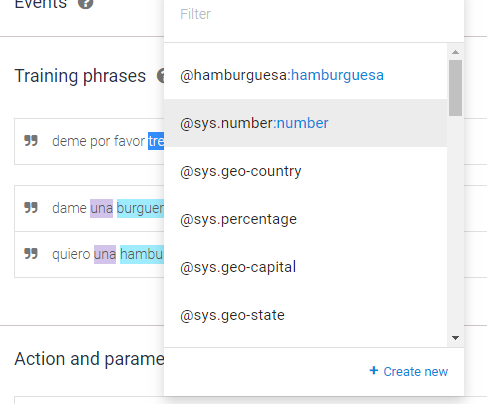 Events
Filter
Training phrases
@hamburguesa:hamburguesa
@sys.number:number
deme por favor tre
@sys.geo-country
dame una burguer
@sys.percentage
quiero una hambu
@sys.geo-capital
@sys.geo-state
Action and parame
+ Create new